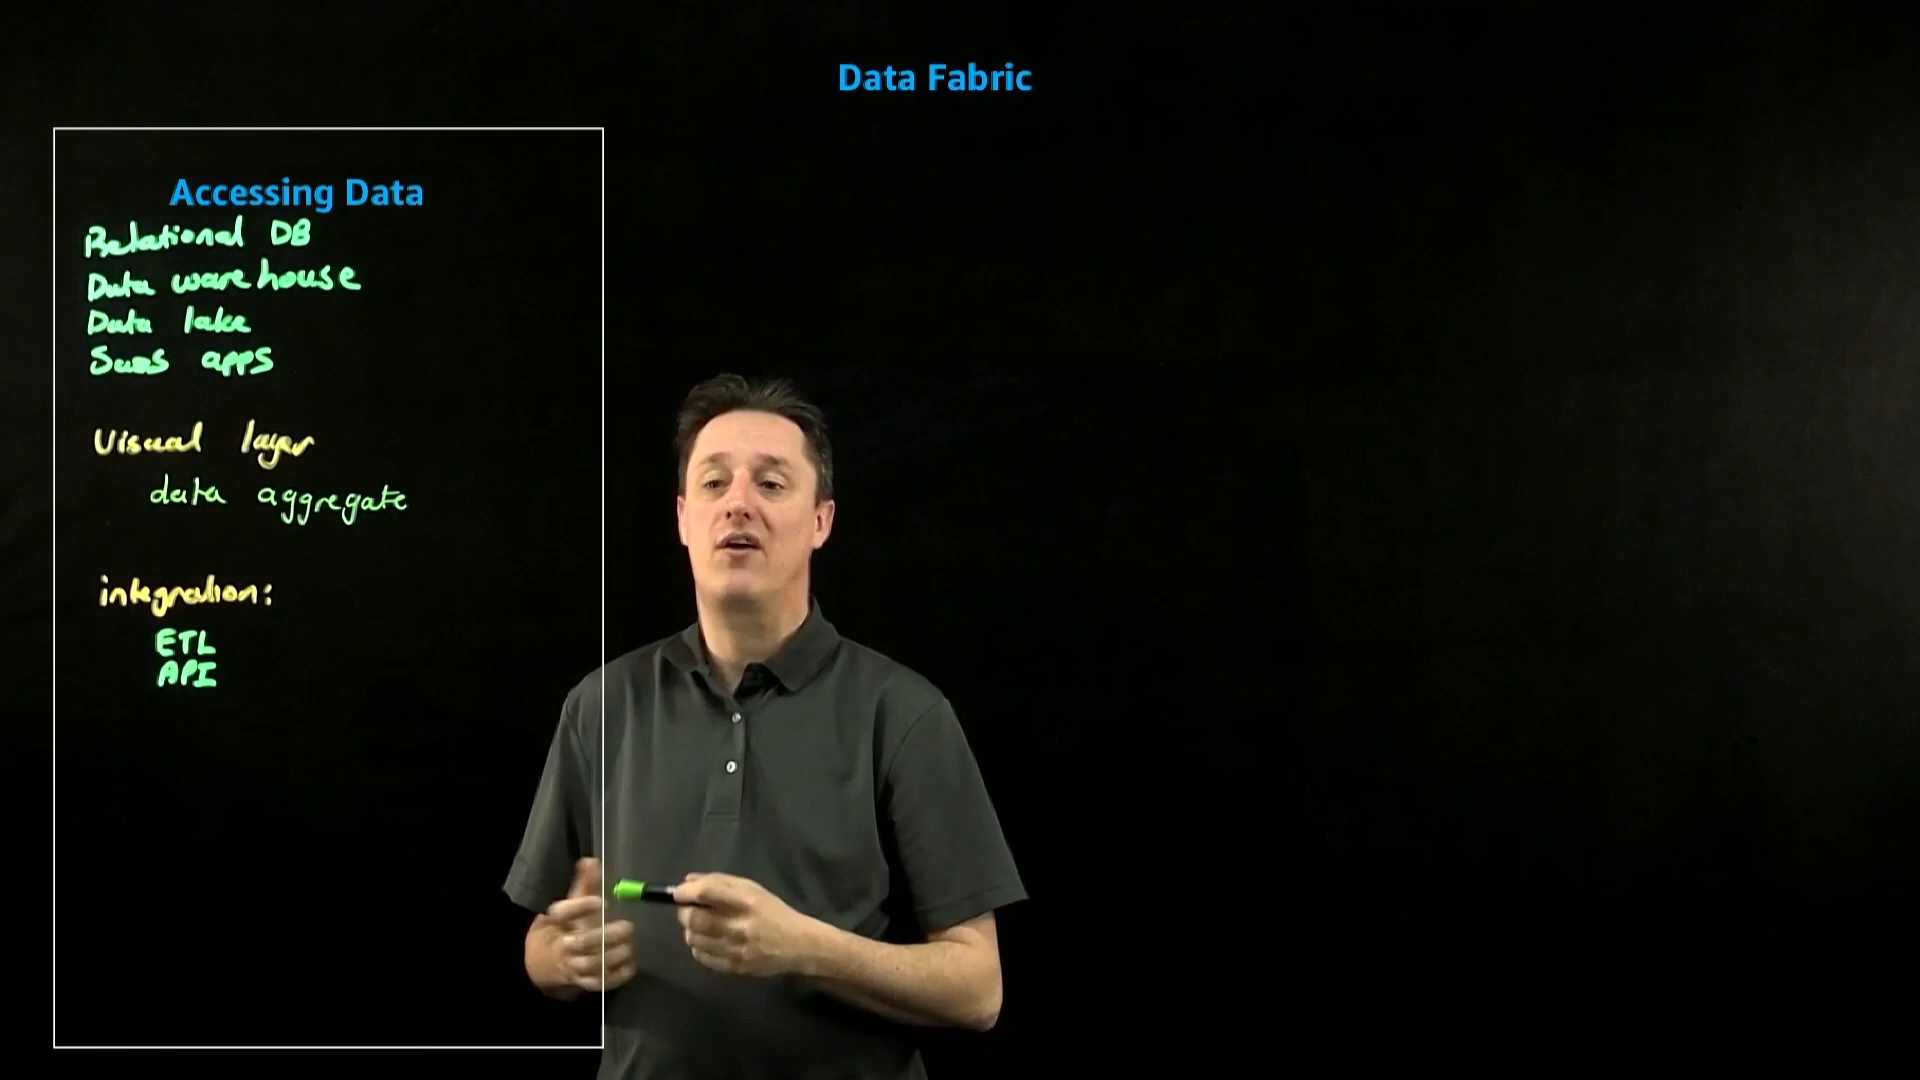 Data Fabric
Accessing Data
Relational DB
Data warehouse
Data lake
Saas apps
Visual layer
data aggregate
integration:
ETL
API